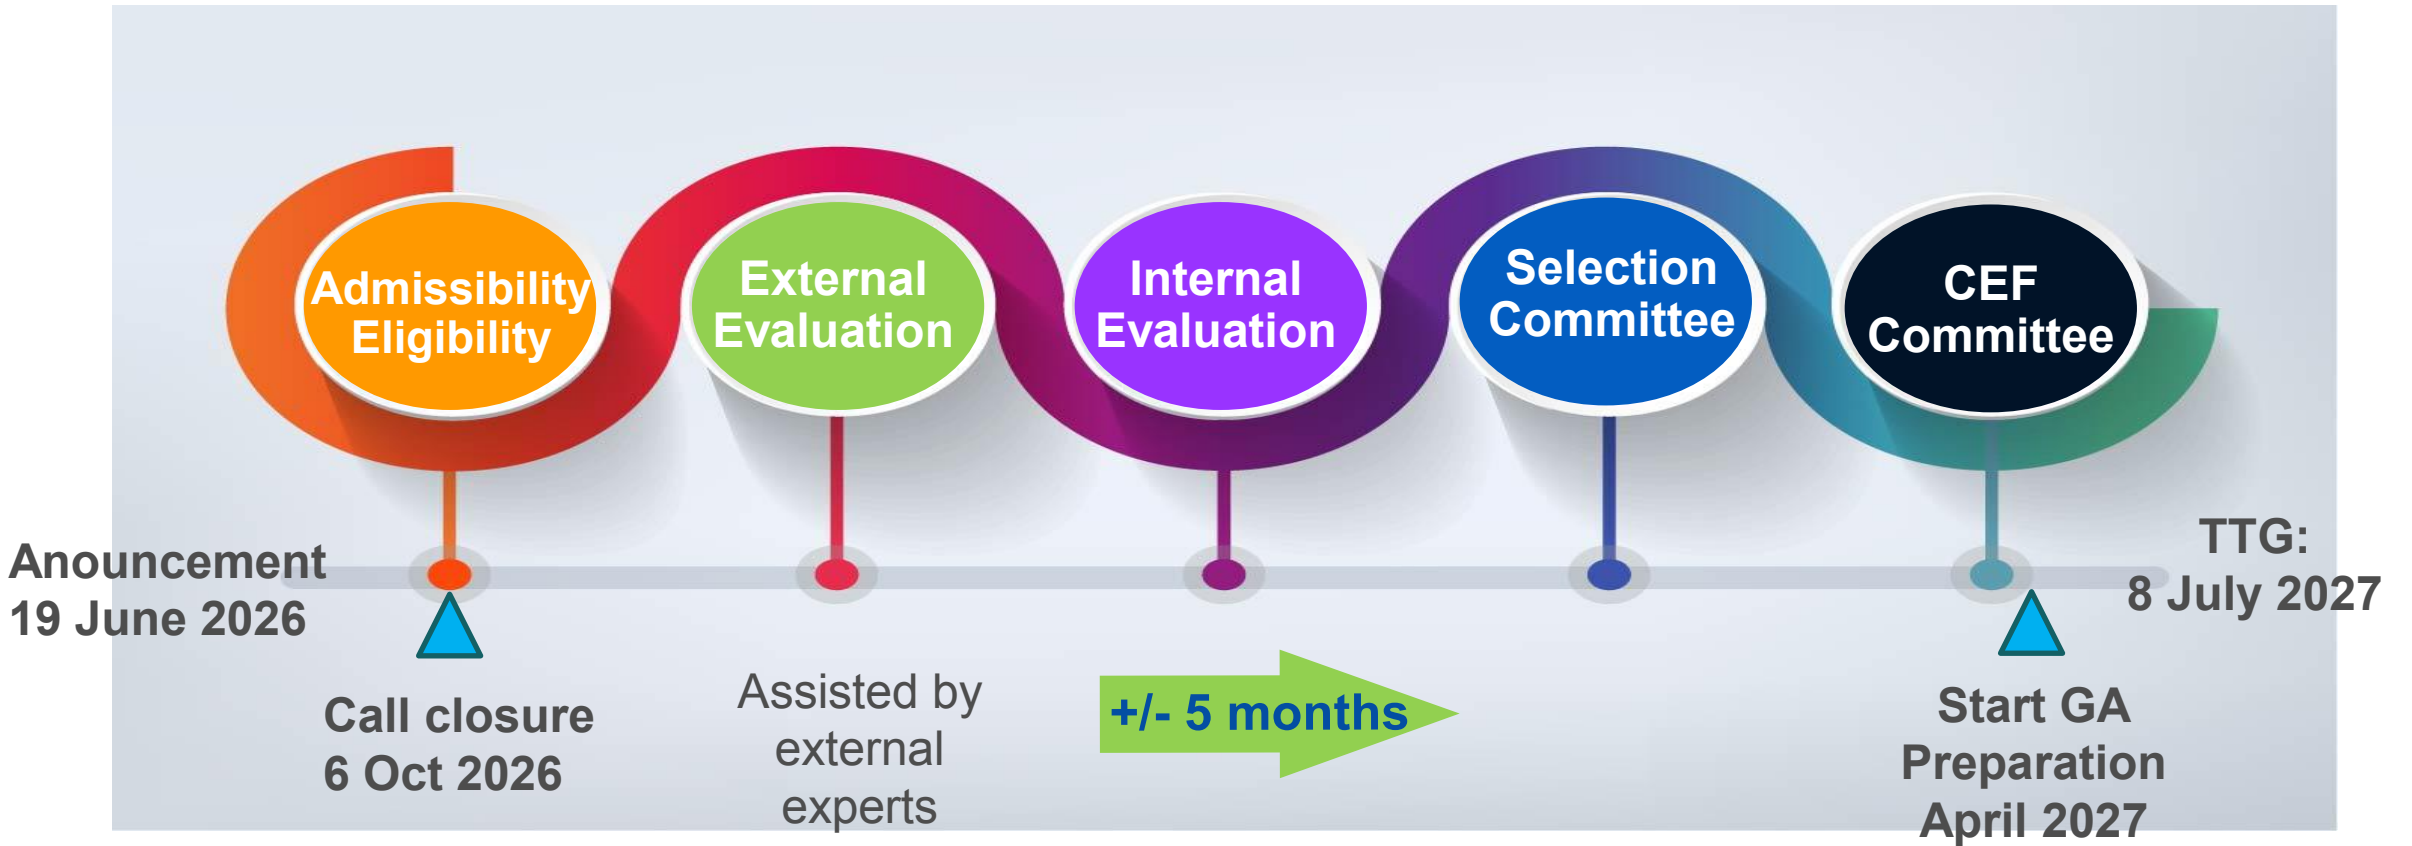 Admissibility
Eligibility
External
Evaluation
Internal
Evaluation
Selection
Committee
CEF
Committee
Anouncement
19 June 2026
TTG:
8 July 2027
Call closure
6 Oct 2026
Assisted by
external
experts
+/- 5 months
Start GA
Preparation
April 2027